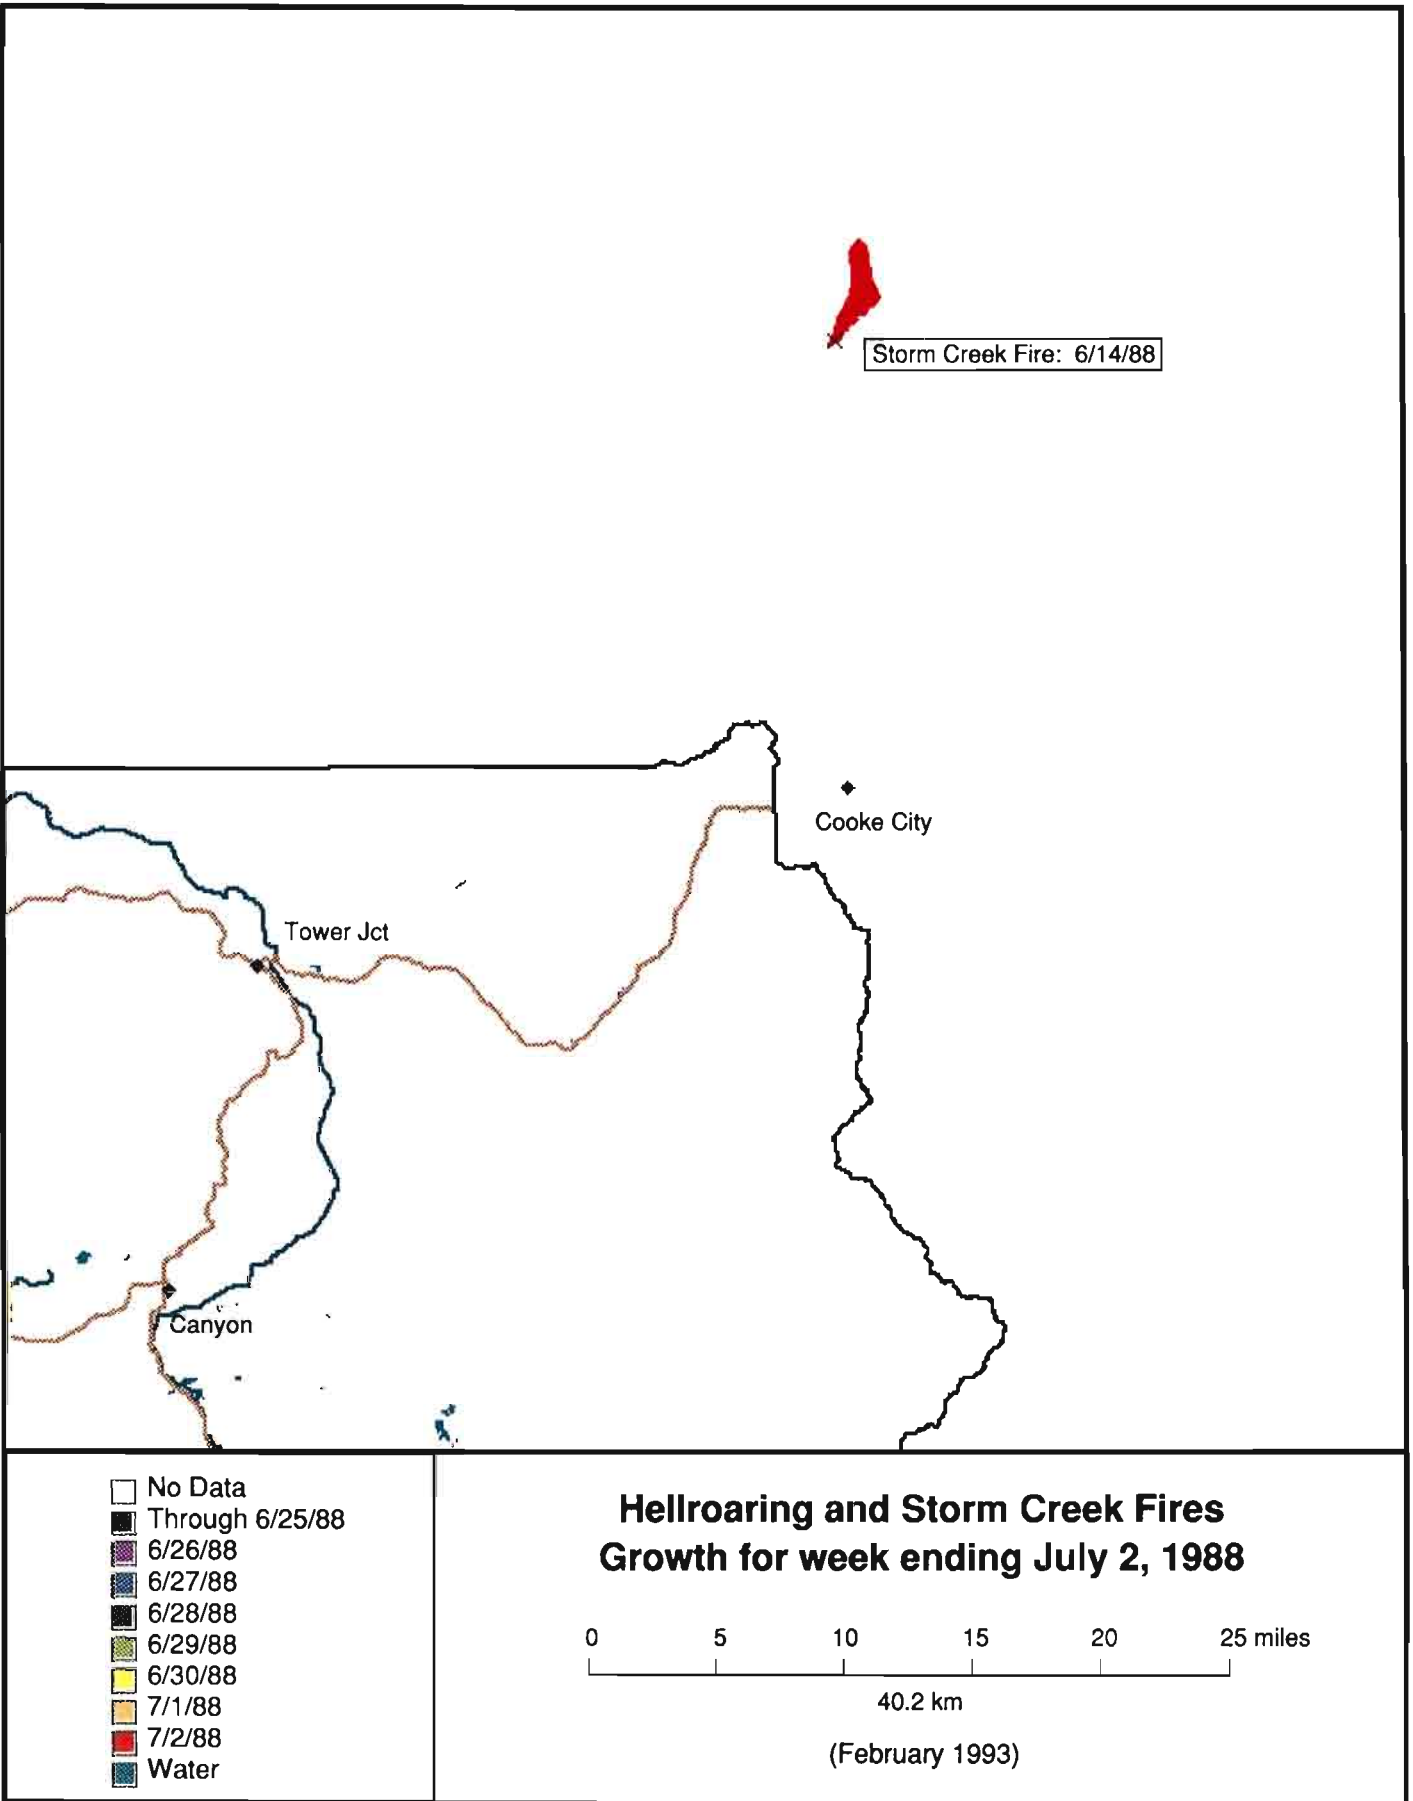 Storm Creek Fire: 6/14/88
Cooke City
Tower Jct
Canyon
No Data
Through 6/25/88
6/26/88
6/27/88
6/28/88
6/29/88
6/30/88
7/1/88
7/2/88
Water
Hellroaring and Storm Creek Fires
Growth for week ending July 2, 1988
0 5 10 15 20 25 miles
40.2 km
(February 1993)